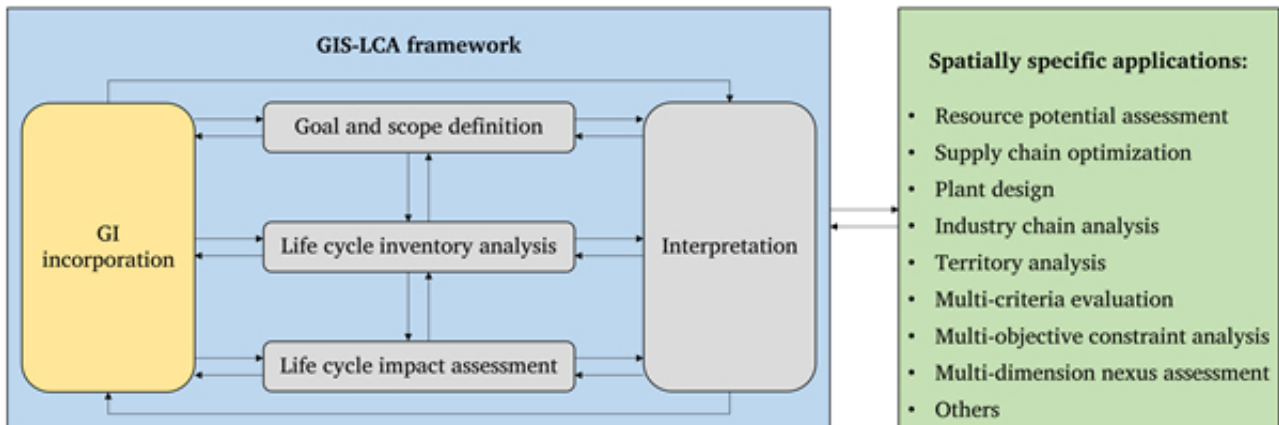 GIS-LCA framework
GI
incorporation
Goal and scope definition
Life cycle inventory analysis
Life cycle impact assessment
Interpretation
Spatially specific applications:
• Resource potential assessment
• Supply chain optimization
• Plant design
• Industry chain analysis
• Territory analysis
• Multi-criteria evaluation
• Multi-objective constraint analysis
• Multi-dimension nexus assessment
• Others